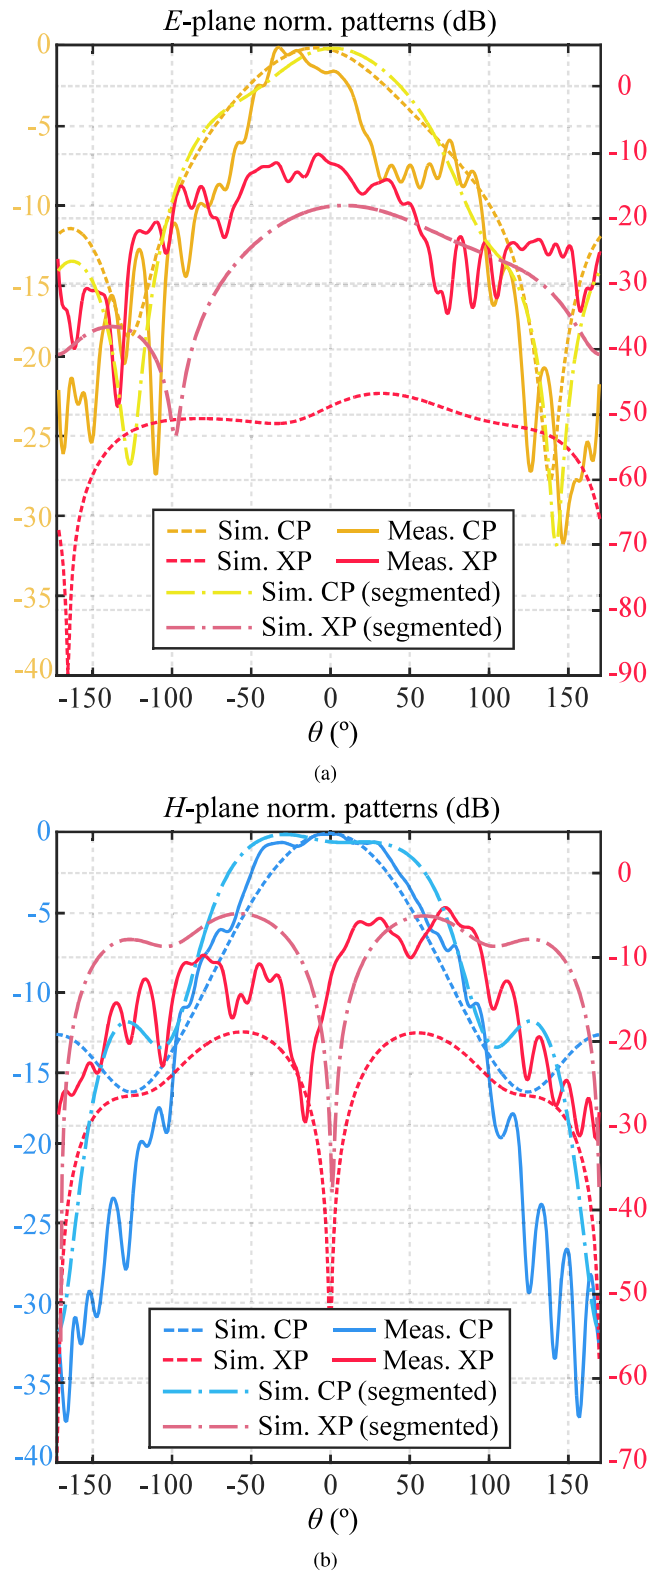 E-plane norm. patterns (dB)
0
-5
-10
-15
-20
-25
-30
-35
-40
0
-10
-20
-30
-40
-50
-60
-70
-80
-90
Sim. CP
Meas. CP
Sim. XP
Meas. XP
Sim. CP (segmented)
Sim. XP (segmented)
-150 -100 -50 0 50 100 150
θ (º)
(a)
H-plane norm. patterns (dB)
0
-5
-10
-15
-20
-25
-30
-35
-40
0
-10
-20
-30
-40
-50
-60
-70
Sim. CP
Meas. CP
Sim. XP
Meas. XP
Sim. CP (segmented)
Sim. XP (segmented)
-150 -100 -50 0 50 100 150
θ (º)
(b)